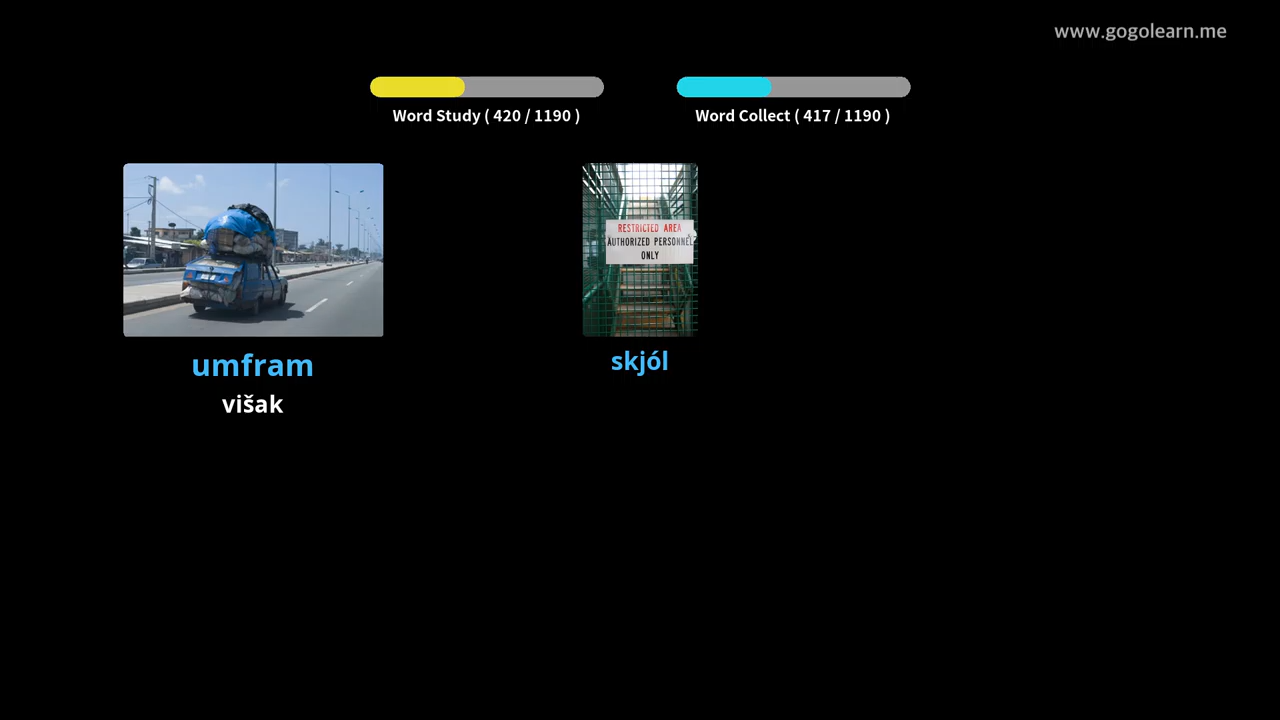 www.gogolearn.me
Word Study ( 420 / 1190 )
Word Collect ( 417 / 1190 )
RESTRICTED AREA
AUTHORIZED PERSONNEL
ONLY
umfram
skjól
višak